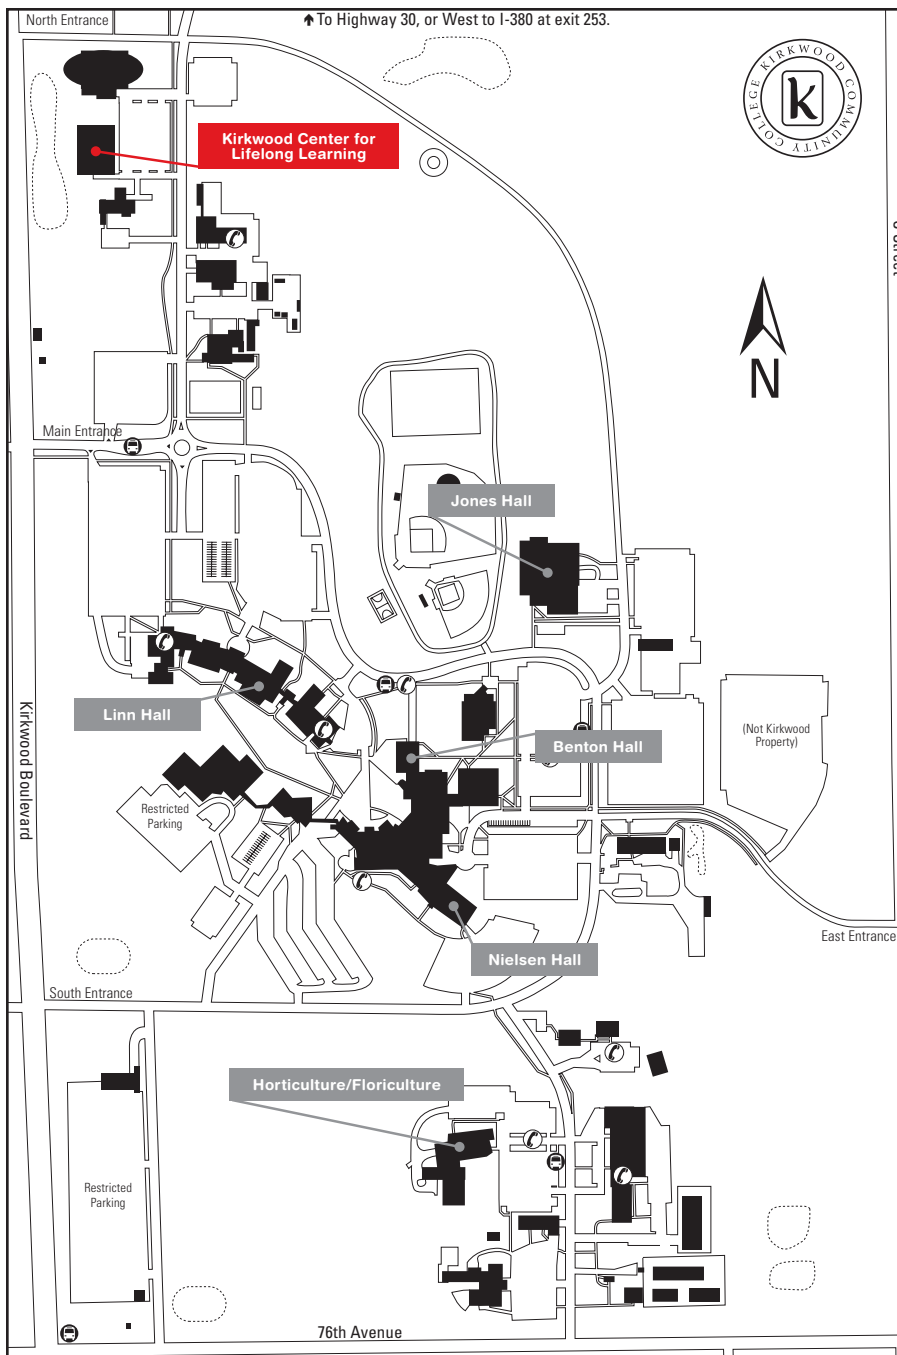 North Entrance
To Highway 30, or West to I-380 at exit 253.
KIRKWOOD COMMUNITY COLLEGE
k
Kirkwood Center for
Lifelong Learning
N
Main Entrance
Jones Hall
Linn Hall
Kirkwood Boulevard
(Not Kirkwood
Property)
Benton Hall
Restricted
Parking
East Entrance
Nielsen Hall
South Entrance
Horticulture/Floriculture
Restricted
Parking
76th Avenue